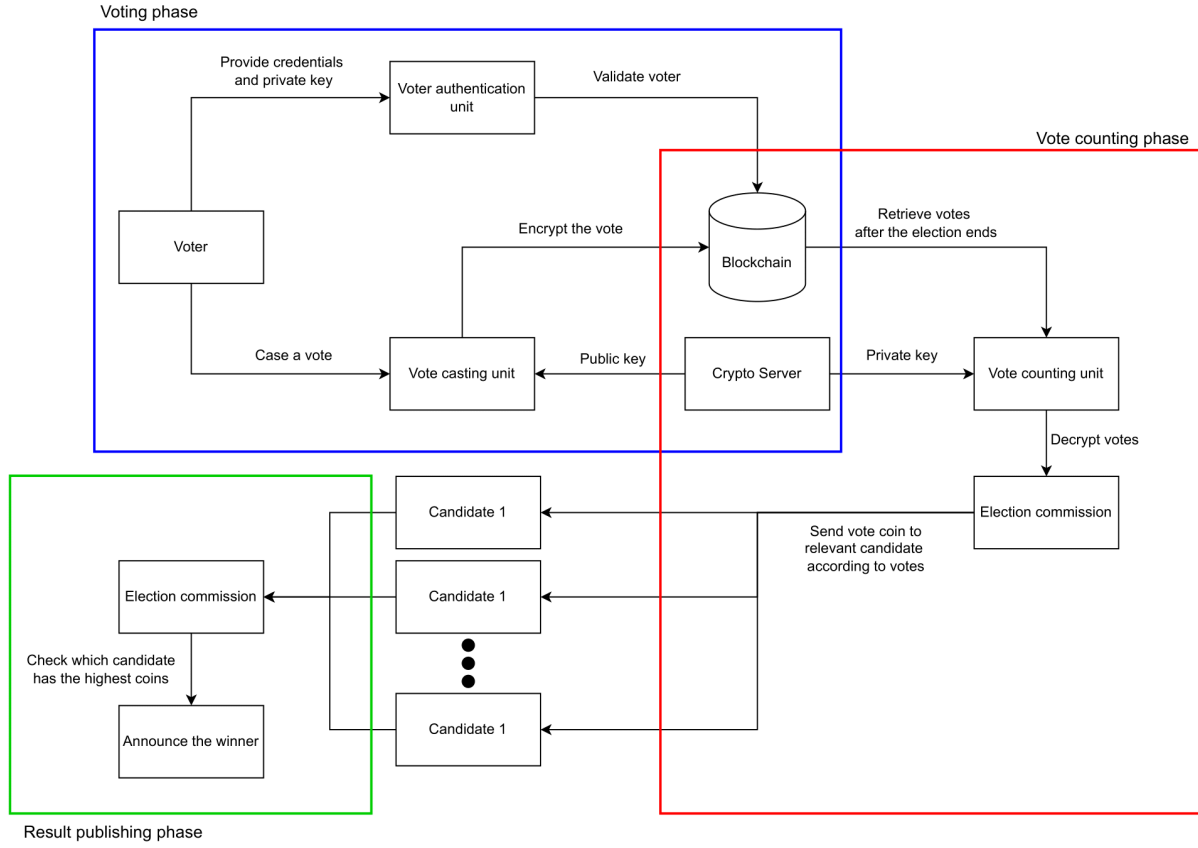 Voting phase
Provide credentials
and private key
Voter authentication
unit
Validate voter
Vote counting phase
Voter
Encrypt the vote
Blockchain
Retrieve votes
after the election ends
Case a vote
Vote casting unit
Public key
Crypto Server
Private key
Vote counting unit
Decrypt votes
Candidate 1
Send vote coin to
relevant candidate
according to votes
Election commission
Election commission
Candidate 1
Check which candidate
has the highest coins
Candidate 1
Announce the winner
Result publishing phase